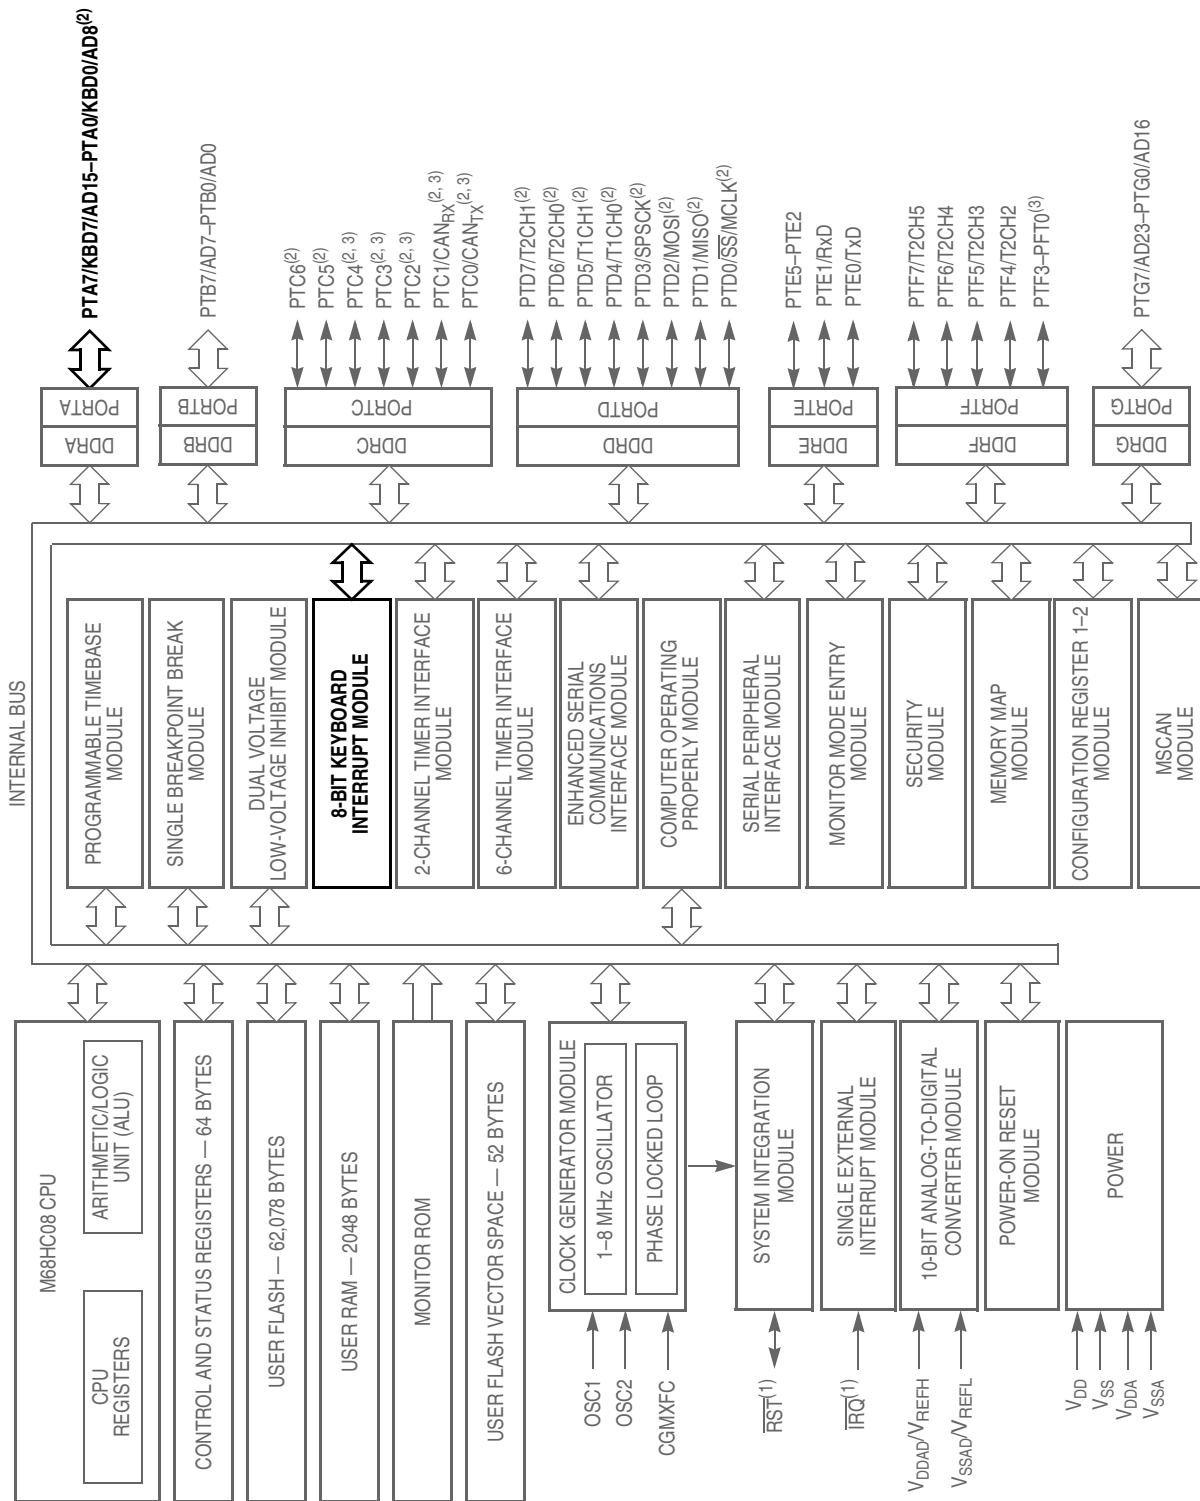 INTERNAL BUS
M68HC08 CPU
CPU
REGISTERS
ARITHMETIC/LOGIC
UNIT (ALU)
CONTROL AND STATUS REGISTERS — 64 BYTES
USER FLASH — 62,078 BYTES
USER RAM — 2048 BYTES
MONITOR ROM
USER FLASH VECTOR SPACE — 52 BYTES
CLOCK GENERATOR MODULE
1–8 MHz OSCILLATOR
PHASE LOCKED LOOP
OSC1
OSC2
CGMXFC
SYSTEM INTEGRATION
MODULE
RST(1)
SINGLE EXTERNAL
INTERRUPT MODULE
IRQ(1)
10-BIT ANALOG-TO-DIGITAL
CONVERTER MODULE
VDDAD/VREFH
VSSAD/VREFL
POWER-ON RESET
MODULE
POWER
VDD
VSS
VDDA
VSSA
PROGRAMMABLE TIMEBASE
MODULE
SINGLE BREAKPOINT BREAK
MODULE
DUAL VOLTAGE
LOW-VOLTAGE INHIBIT MODULE
8-BIT KEYBOARD
INTERRUPT MODULE
2-CHANNEL TIMER INTERFACE
MODULE
6-CHANNEL TIMER INTERFACE
MODULE
ENHANCED SERIAL
COMMUNICATIONS
INTERFACE MODULE
COMPUTER OPERATING
PROPERLY MODULE
SERIAL PERIPHERAL
INTERFACE MODULE
MONITOR MODE ENTRY
MODULE
SECURITY
MODULE
MEMORY MAP
MODULE
CONFIGURATION REGISTER 1–2
MODULE
MSCAN
MODULE
DDRA
PORTA
PTA7/KBD7/AD15–PTA0/KBD0/AD8(2)
DDRB
PORTB
PTB7/AD7–PTB0/AD0
DDRC
PORTC
PTC6(2)
PTC5(2)
PTC4(2, 3)
PTC3(2, 3)
PTC2(2, 3)
PTC1/CANRX(2, 3)
PTC0/CANTX(2, 3)
DDRD
PORTD
PTD7/T2CH1(2)
PTD6/T2CH0(2)
PTD5/T1CH1(2)
PTD4/T1CH0(2)
PTD3/SPSCK(2)
PTD2/MOSI(2)
PTD1/MISO(2)
PTD0/SS/MCLK(2)
DDRE
PORTE
PTE5–PTE2
PTE1/RxD
PTE0/TxD
DDRF
PORTF
PTF7/T2CH5
PTF6/T2CH4
PTF5/T2CH3
PTF4/T2CH2
PTF3–PFT0(3)
DDRG
PORTG
PTG7/AD23–PTG0/AD16